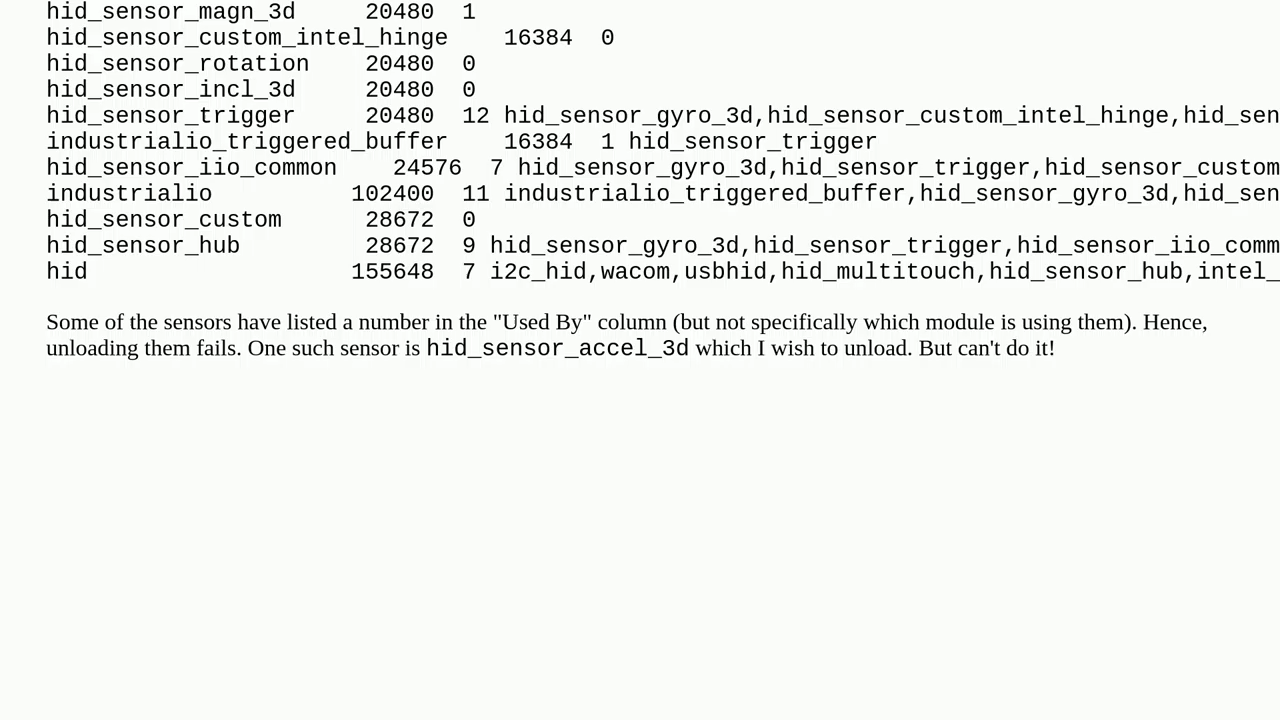 hid_sensor_magn_3d     20480  1
hid_sensor_custom_intel_hinge    16384  0
hid_sensor_rotation    20480  0
hid_sensor_incl_3d     20480  0
hid_sensor_trigger     20480  12 hid_sensor_gyro_3d,hid_sensor_custom_intel_hinge,hid_sen
industrialio_triggered_buffer    16384  1 hid_sensor_trigger
hid_sensor_iio_common    24576  7 hid_sensor_gyro_3d,hid_sensor_trigger,hid_sensor_custom
industrialio          102400  11 industrialio_triggered_buffer,hid_sensor_gyro_3d,hid_sen
hid_sensor_custom      28672  0
hid_sensor_hub         28672  9 hid_sensor_gyro_3d,hid_sensor_trigger,hid_sensor_iio_comm
hid                   155648  7 i2c_hid,wacom,usbhid,hid_multitouch,hid_sensor_hub,intel_
Some of the sensors have listed a number in the "Used By" column (but not specifically which module is using them). Hence,
unloading them fails. One such sensor is hid_sensor_accel_3d which I wish to unload. But can't do it!